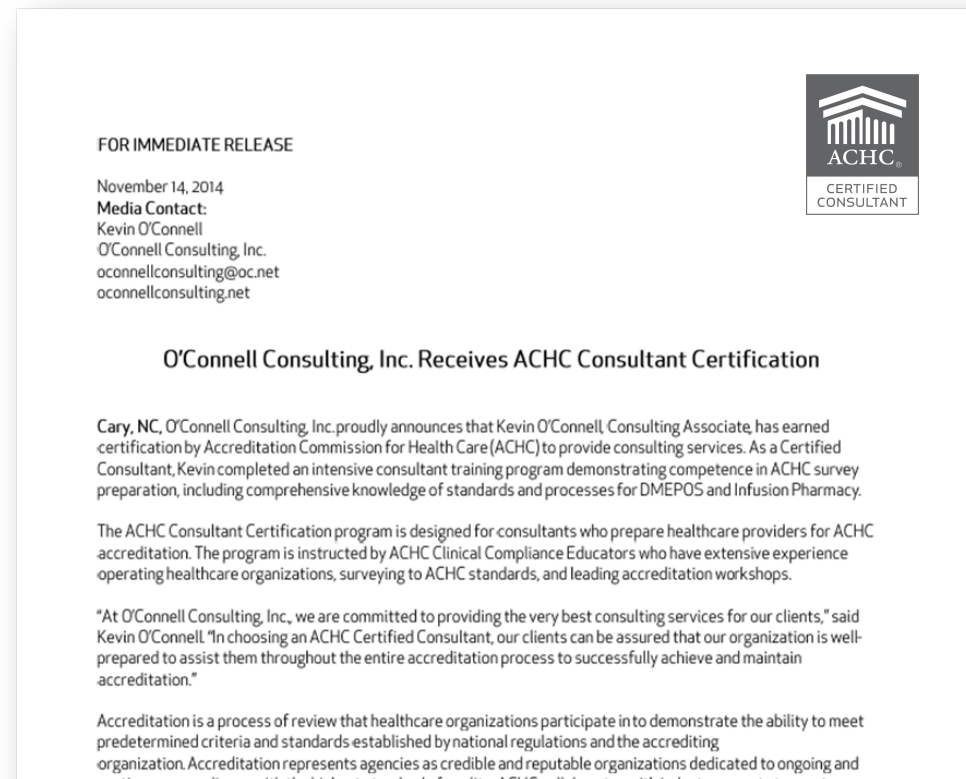 ACHC®
CERTIFIED
CONSULTANT
FOR IMMEDIATE RELEASE
November 14, 2014
Media Contact:
Kevin O'Connell
O'Connell Consulting, Inc.
oconnellconsulting@oc.net
oconnellconsulting.net
O'Connell Consulting, Inc. Receives ACHC Consultant Certification
Cary, NC, O'Connell Consulting, Inc.proudly announces that Kevin O'Connell, Consulting Associate, has earned
certification by Accreditation Commission for Health Care (ACHC) to provide consulting services. As a Certified
Consultant, Kevin completed an intensive consultant training program demonstrating competence in ACHC survey
preparation, including comprehensive knowledge of standards and processes for DMEPOS and Infusion Pharmacy.
The ACHC Consultant Certification program is designed for consultants who prepare healthcare providers for ACHC
accreditation. The program is instructed by ACHC Clinical Compliance Educators who have extensive experience
operating healthcare organizations, surveying to ACHC standards, and leading accreditation workshops.
"At O'Connell Consulting, Inc., we are committed to providing the very best consulting services for our clients," said
Kevin O'Connell. "In choosing an ACHC Certified Consultant, our clients can be assured that our organization is well-
prepared to assist them throughout the entire accreditation process to successfully achieve and maintain
accreditation."
Accreditation is a process of review that healthcare organizations participate in to demonstrate the ability to meet
predetermined criteria and standards established by national regulations and the accrediting
organization. Accreditation represents agencies as credible and reputable organizations dedicated to ongoing and